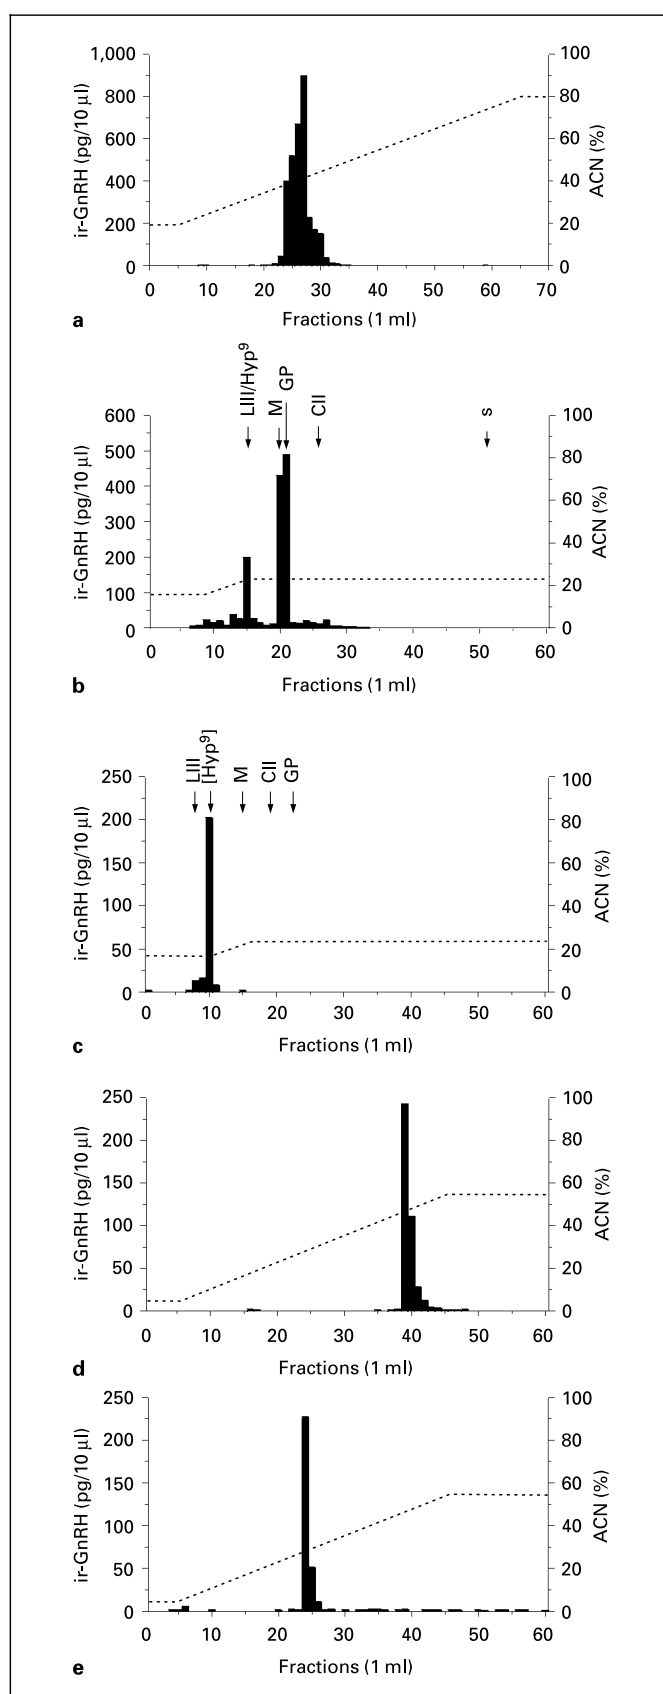 1,000
800
600
400
200
0
ir-GnRH (pg/10 µl)
100
80
60
40
20
0
ACN (%)
0 10 20 30 40 50 60 70
Fractions (1 ml)
a
LIII/Hyp⁹
M
GP
CII
s
600
500
400
300
200
100
0
ir-GnRH (pg/10 µl)
100
80
60
40
20
0
ACN (%)
0 10 20 30 40 50 60
Fractions (1 ml)
b
LIII
[Hyp⁹]
M
CII
GP
250
200
150
100
50
0
ir-GnRH (pg/10 µl)
100
80
60
40
20
0
ACN (%)
0 10 20 30 40 50 60
Fractions (1 ml)
c
250
200
150
100
50
0
ir-GnRH (pg/10 µl)
100
80
60
40
20
0
ACN (%)
0 10 20 30 40 50 60
Fractions (1 ml)
d
250
200
150
100
50
0
ir-GnRH (pg/10 µl)
100
80
60
40
20
0
ACN (%)
0 10 20 30 40 50 60
Fractions (1 ml)
e